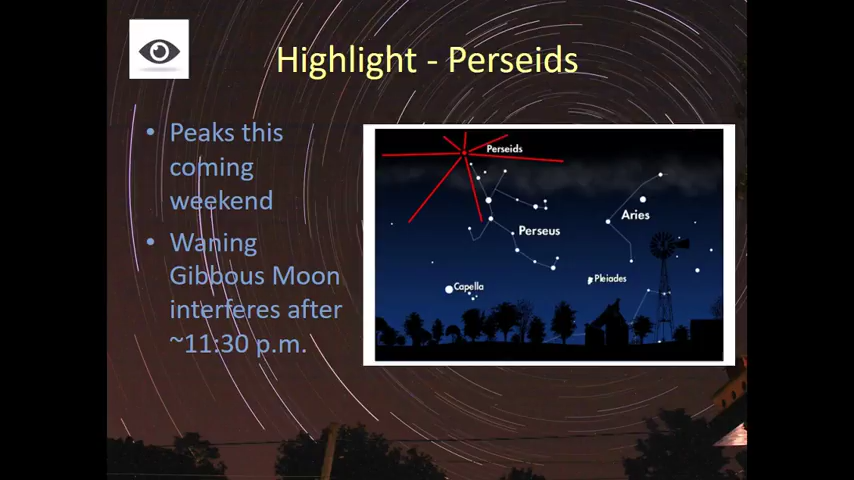 Highlight - Perseids
• Peaks this
coming
weekend
• Waning
Gibbous Moon
interferes after
~11:30 p.m.
Perseids
Aries
Perseus
Pleiades
Capella